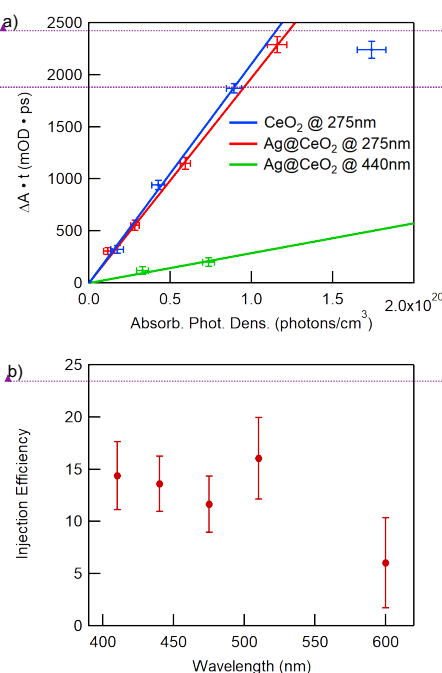 a)
2500
2000
1500
1000
500
0
ΔA • t (mOD • ps)
CeO2 @ 275nm
Ag@CeO2 @ 275nm
Ag@CeO2 @ 440nm
0.0 0.5 1.0 1.5 2.0x10^20
Absorb. Phot. Dens. (photons/cm^3)
b)
25
20
15
10
5
0
Injection Efficiency
400 450 500 550 600
Wavelength (nm)